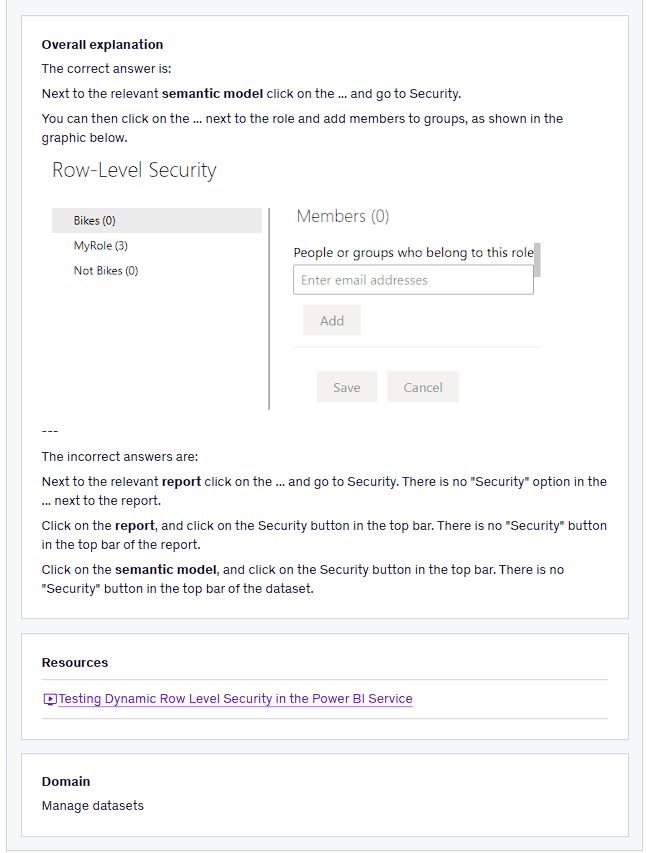 Overall explanation
The correct answer is:
Next to the relevant semantic model click on the ... and go to Security.
You can then click on the ... next to the role and add members to groups, as shown in the
graphic below.
Row-Level Security
Bikes (0)
MyRole (3)
Not Bikes (0)
Members (0)
People or groups who belong to this role
Enter email addresses
Add
Save
Cancel
---
The incorrect answers are:
Next to the relevant report click on the ... and go to Security. There is no "Security" option in the
... next to the report.
Click on the report, and click on the Security button in the top bar. There is no "Security" button
in the top bar of the report.
Click on the semantic model, and click on the Security button in the top bar. There is no
"Security" button in the top bar of the dataset.
Resources
Testing Dynamic Row Level Security in the Power BI Service
Domain
Manage datasets